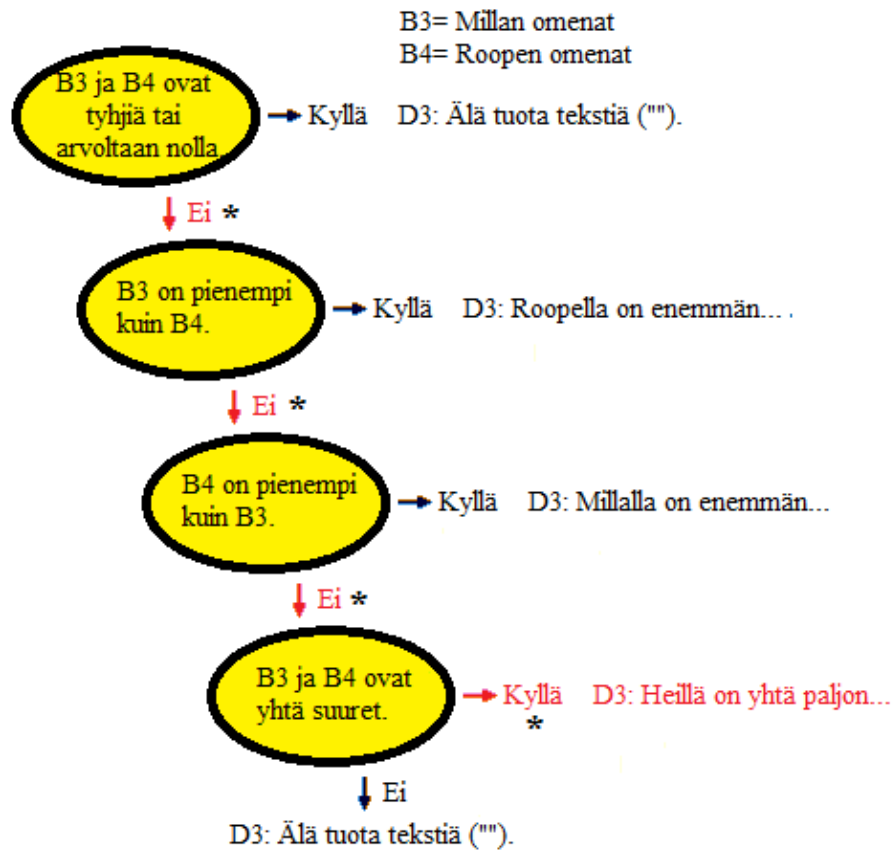 B3= Millan omenat
B4= Roopen omenat
B3 ja B4 ovat
tyhjiä tai
arvoltaan nolla.
Kyllä D3: Älä tuota tekstiä ("").
Ei *
B3 on pienempi
kuin B4.
Kyllä D3: Roopella on enemmän... .
Ei *
B4 on pienempi
kuin B3.
Kyllä D3: Millalla on enemmän...
Ei *
B3 ja B4 ovat
yhtä suuret.
Kyllä D3: Heillä on yhtä paljon...
*
Ei
D3: Älä tuota tekstiä ("").